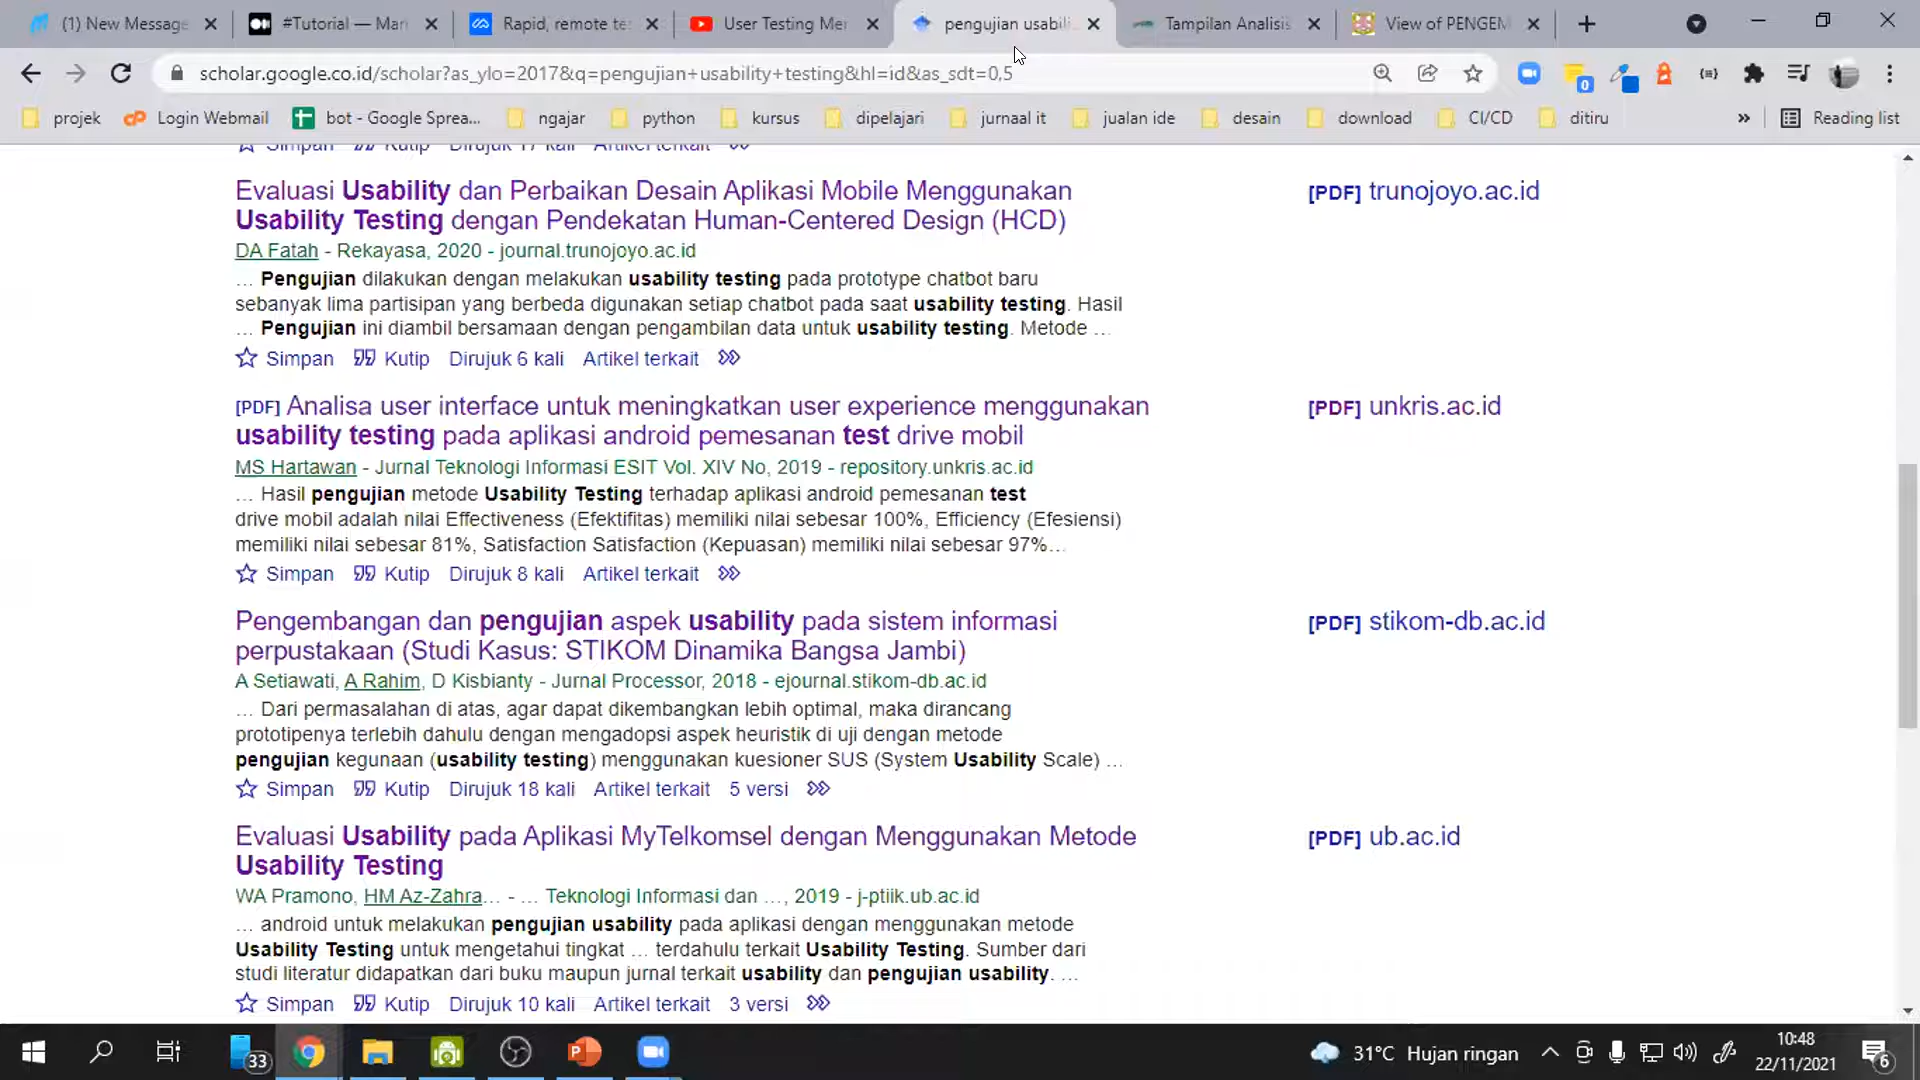 (1) New Message
#Tutorial — Mar
Rapid, remote te
User Testing Me
pengujian usabili
Tampilan Analisis
View of PENGEM
scholar.google.co.id/scholar?as_ylo=2017&q=pengujian+usability+testing&hl=id&as_sdt=0,5
0
projek
Login Webmail
bot - Google Sprea...
ngajar
python
kursus
dipelajari
jurnaal it
jualan ide
desain
download
CI/CD
ditiru
»
Reading list
Simpan Kutip Dirujuk 17 kali Artikel terkait
Evaluasi Usability dan Perbaikan Desain Aplikasi Mobile Menggunakan
Usability Testing dengan Pendekatan Human-Centered Design (HCD)
[PDF] trunojoyo.ac.id
DA Fatah - Rekayasa, 2020 - journal.trunojoyo.ac.id
… Pengujian dilakukan dengan melakukan usability testing pada prototype chatbot baru
sebanyak lima partisipan yang berbeda digunakan setiap chatbot pada saat usability testing. Hasil
… Pengujian ini diambil bersamaan dengan pengambilan data untuk usability testing. Metode …
Simpan Kutip Dirujuk 6 kali Artikel terkait
[PDF] Analisa user interface untuk meningkatkan user experience menggunakan
usability testing pada aplikasi android pemesanan test drive mobil
[PDF] unkris.ac.id
MS Hartawan - Jurnal Teknologi Informasi ESIT Vol. XIV No, 2019 - repository.unkris.ac.id
… Hasil pengujian metode Usability Testing terhadap aplikasi android pemesanan test
drive mobil adalah nilai Effectiveness (Efektifitas) memiliki nilai sebesar 100%, Efficiency (Efesiensi)
memiliki nilai sebesar 81%, Satisfaction Satisfaction (Kepuasan) memiliki nilai sebesar 97%…
Simpan Kutip Dirujuk 8 kali Artikel terkait
Pengembangan dan pengujian aspek usability pada sistem informasi
perpustakaan (Studi Kasus: STIKOM Dinamika Bangsa Jambi)
[PDF] stikom-db.ac.id
A Setiawati, A Rahim, D Kisbianty - Jurnal Processor, 2018 - ejournal.stikom-db.ac.id
… Dari permasalahan di atas, agar dapat dikembangkan lebih optimal, maka dirancang
prototipenya terlebih dahulu dengan mengadopsi aspek heuristik di uji dengan metode
pengujian kegunaan (usability testing) menggunakan kuesioner SUS (System Usability Scale) …
Simpan Kutip Dirujuk 18 kali Artikel terkait 5 versi
Evaluasi Usability pada Aplikasi MyTelkomsel dengan Menggunakan Metode
Usability Testing
[PDF] ub.ac.id
WA Pramono, HM Az-Zahra… - … Teknologi Informasi dan …, 2019 - j-ptiik.ub.ac.id
… android untuk melakukan pengujian usability pada aplikasi dengan menggunakan metode
Usability Testing untuk mengetahui tingkat … terdahulu terkait Usability Testing. Sumber dari
studi literatur didapatkan dari buku maupun jurnal terkait usability dan pengujian usability. …
Simpan Kutip Dirujuk 10 kali Artikel terkait 3 versi
33
31°C Hujan ringan
10:48
22/11/2021
6